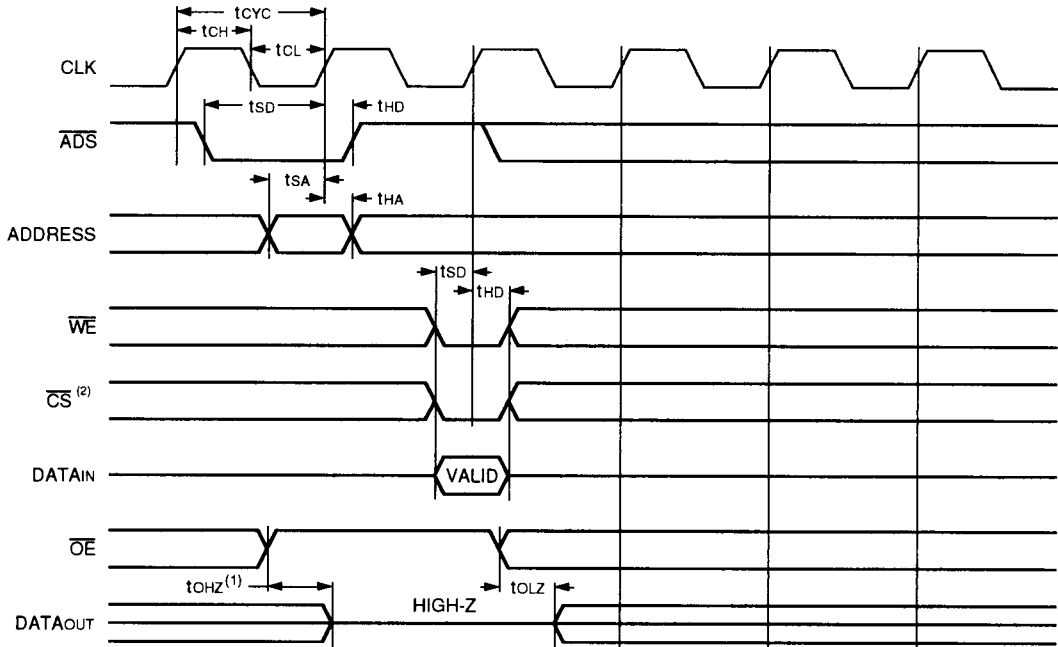 tCYC
tCH
tCL
CLK
tSD
tHD
ADS
tSA
tHA
ADDRESS
tSD
tHD
WE
CS (2)
DATAIN
VALID
OE
tOHZ(1)
tOLZ
HIGH-Z
DATAOUT